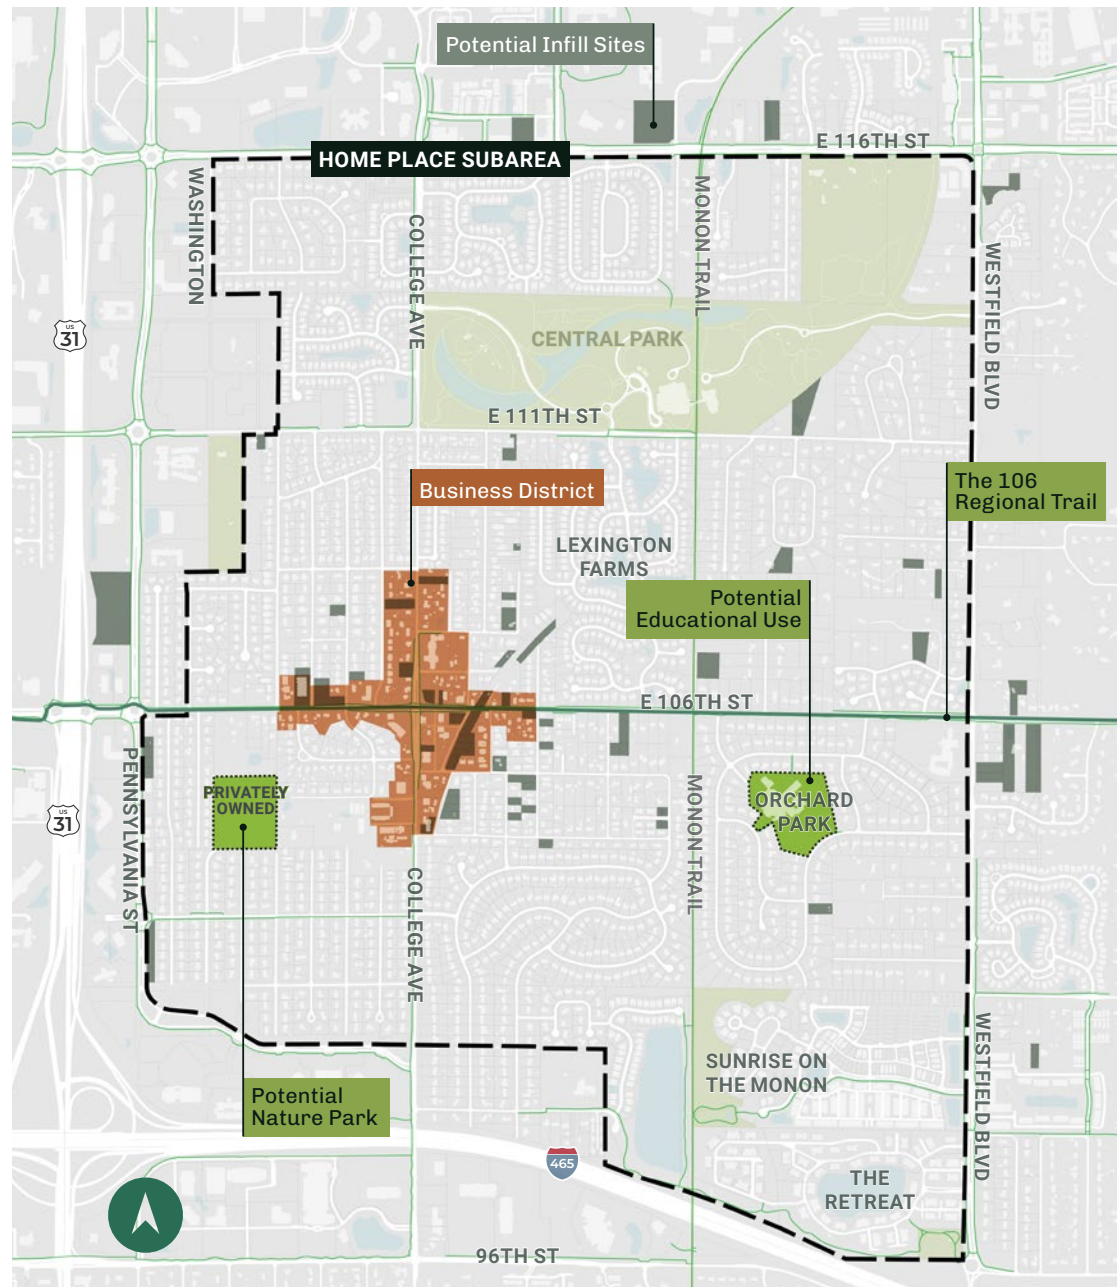 Potential Infill Sites
E 116TH ST
HOME PLACE SUBAREA
WASHINGTON
COLLEGE AVE
MONON TRAIL
WESTFIELD BLVD
US
31
CENTRAL PARK
E 111TH ST
Business District
The 106
Regional Trail
LEXINGTON
FARMS
Potential
Educational Use
E 106TH ST
PENNSYLVANIA ST
PRIVATELY
OWNED
US
31
ORCHARD
PARK
MONON TRAIL
COLLEGE AVE
WESTFIELD BLVD
SUNRISE ON
THE MONON
Potential
Nature Park
465
THE
RETREAT
96TH ST